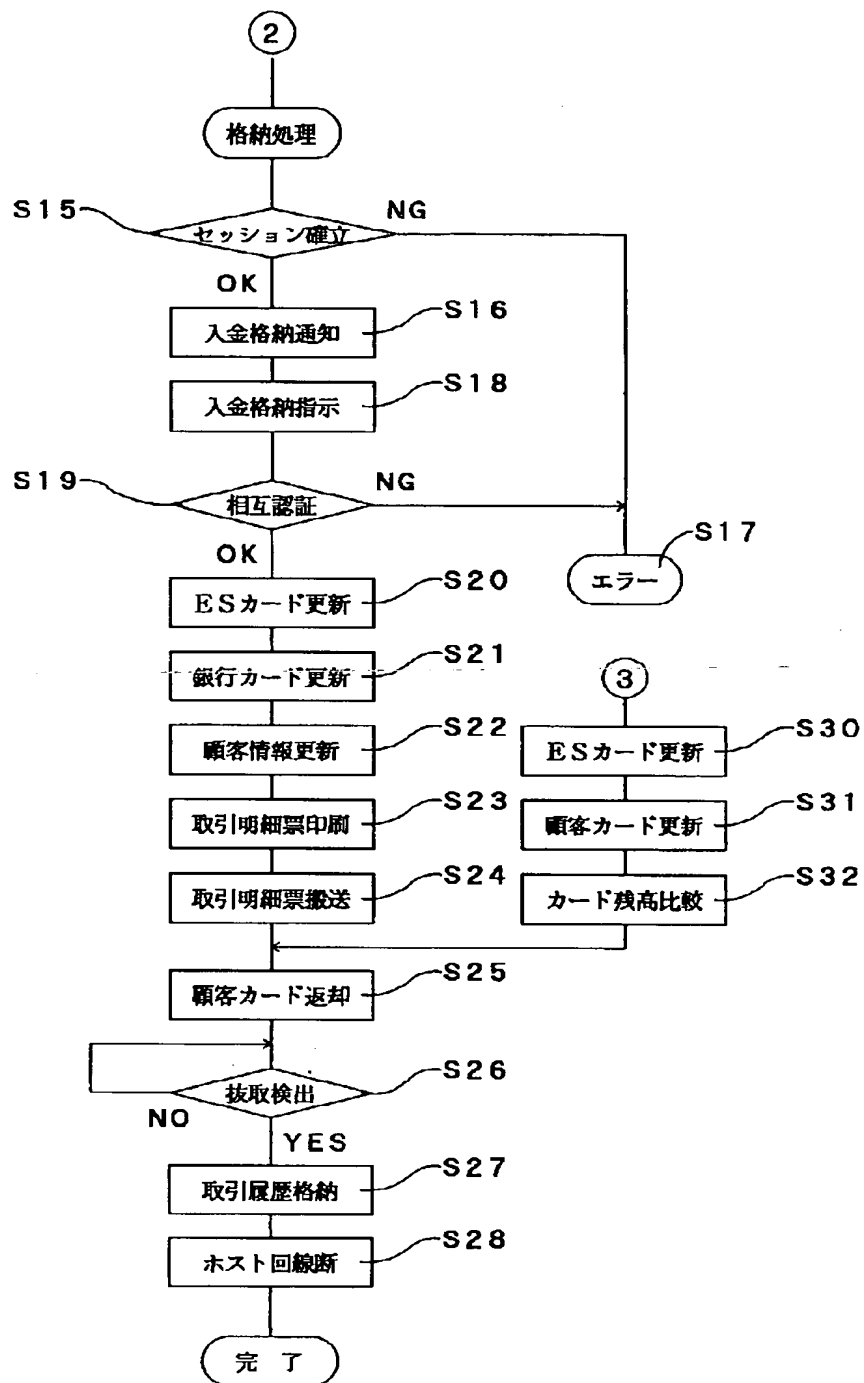 ②
格納処理
S15
セッション確立
NG
OK
入金格納通知
S16
入金格納指示
S18
S19
相互認証
NG
OK
エラー
S17
ESカード更新
S20
銀行カード更新
S21
顧客情報更新
S22
取引明細票印刷
S23
取引明細票搬送
S24
③
ESカード更新
S30
顧客カード更新
S31
カード残高比較
S32
顧客カード返却
S25
抜取検出
S26
NO
YES
取引履歴格納
S27
ホスト回線断
S28
完了